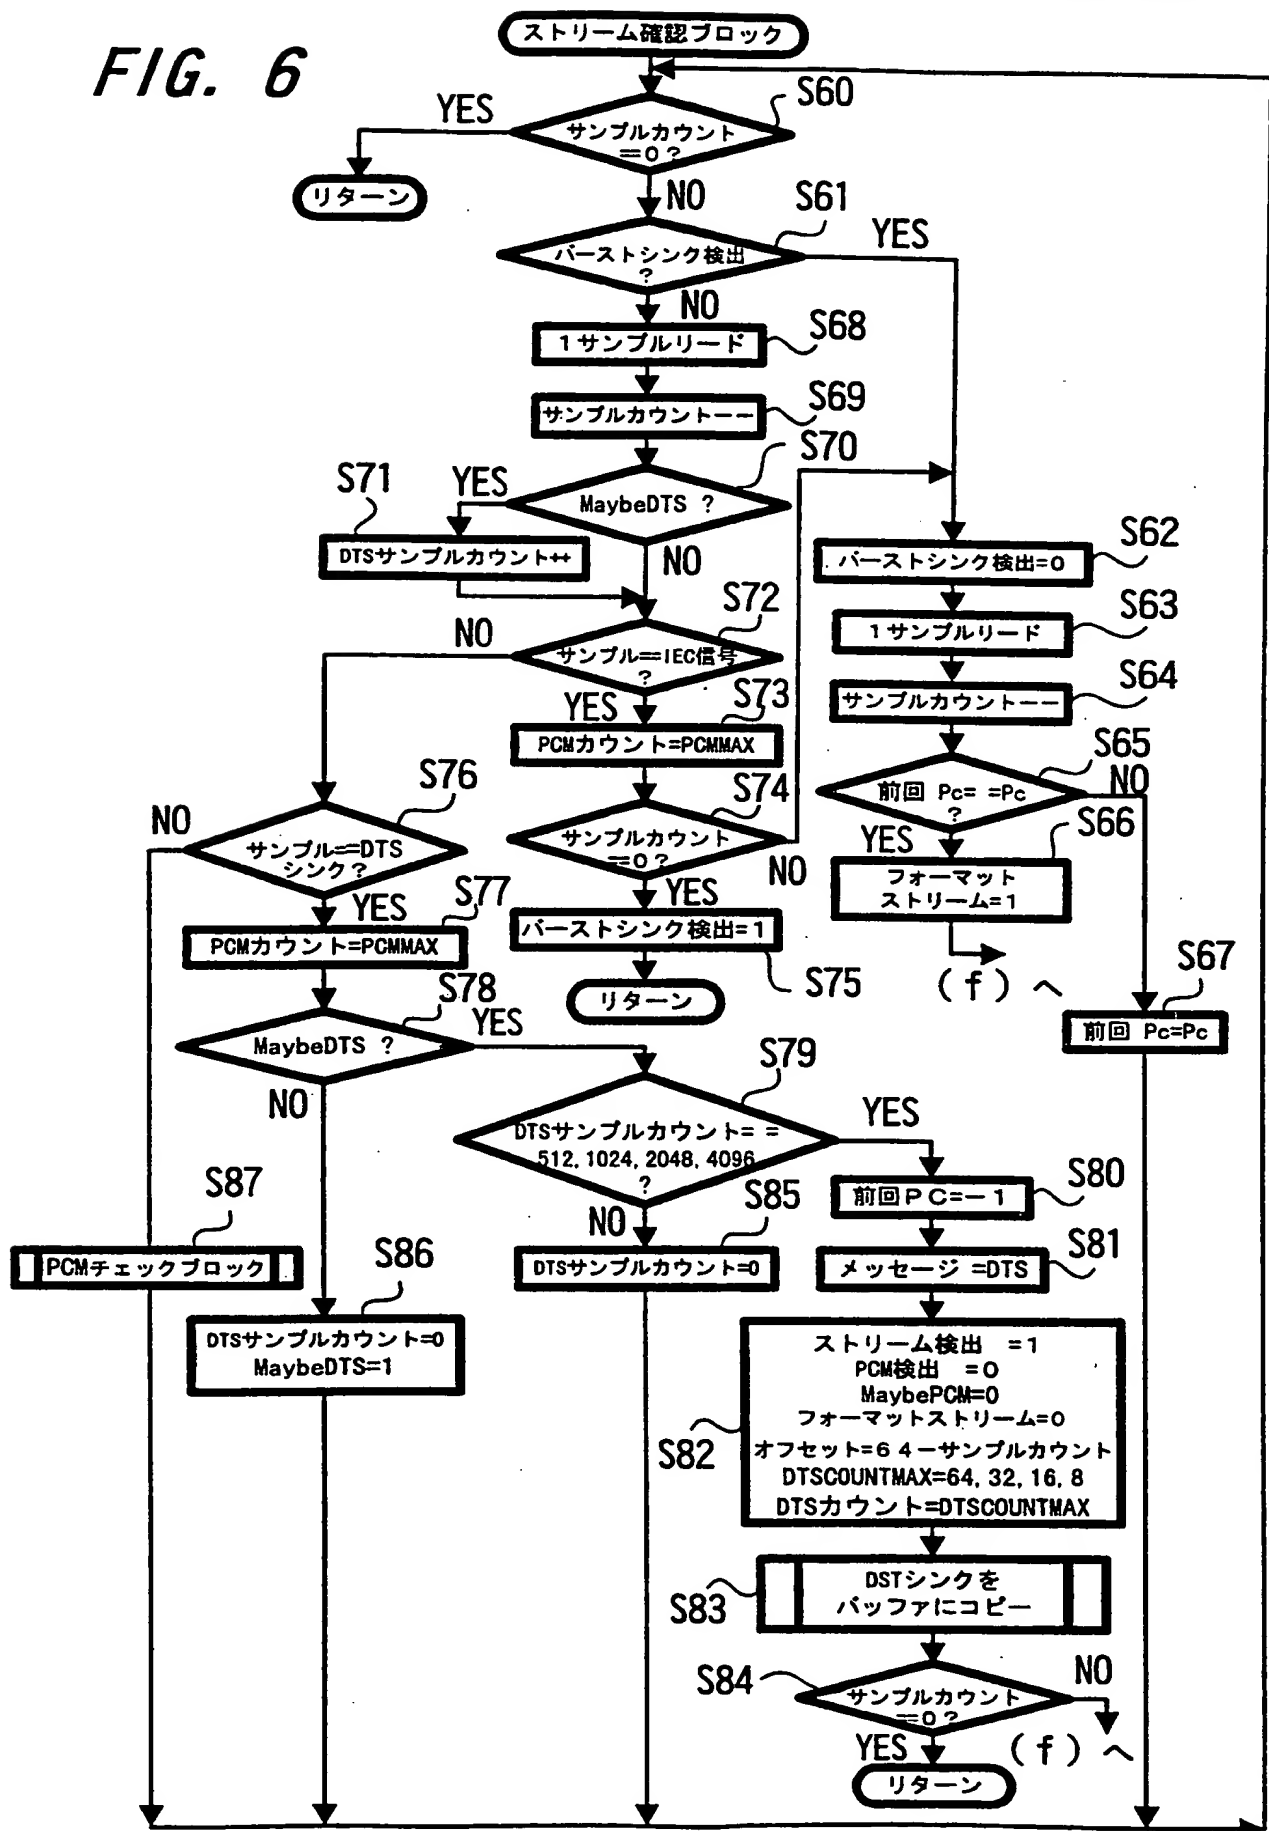 FIG. 6
ストリーム確認ブロック
S60
YES
サンプルカウント
==0?
リターン
NO
S61
YES
バーストシンク検出
?
NO
S68
1サンプルリード
S69
サンプルカウント--
S70
S71
YES
MaybeDTS ?
DTSサンプルカウント++
NO
S62
バーストシンク検出=0
S72
S63
NO
サンプル==IEC信号
?
1サンプルリード
S64
YES
S73
サンプルカウント--
PCMカウント=PCMMAX
S65
NO
S76
S74
前回 Pc= =Pc
?
NO
サンプル==DTS
シンク?
サンプルカウント
==0?
YES
S66
NO
フォーマット
ストリーム=1
YES
S77
YES
PCMカウント=PCMMAX
バーストシンク検出=1
S75
(f)へ
S67
S78
リターン
YES
前回 Pc=Pc
MaybeDTS ?
S79
NO
YES
DTSサンプルカウント= =
512, 1024, 2048, 4096
?
S80
S87
NO
S85
前回PC=-1
S81
PCMチェックブロック
S86
DTSサンプルカウント=0
メッセージ =DTS
DTSサンプルカウント=0
MaybeDTS=1
ストリーム検出 =1
PCM検出 =0
MaybePCM=0
フォーマットストリーム=0
オフセット=64-サンプルカウント
DTSCOUNTMAX=64, 32, 16, 8
DTSカウント=DTSCOUNTMAX
S82
DSTシンクを
バッファにコピー
S83
S84
NO
サンプルカウント
==0?
YES
(f)へ
リターン